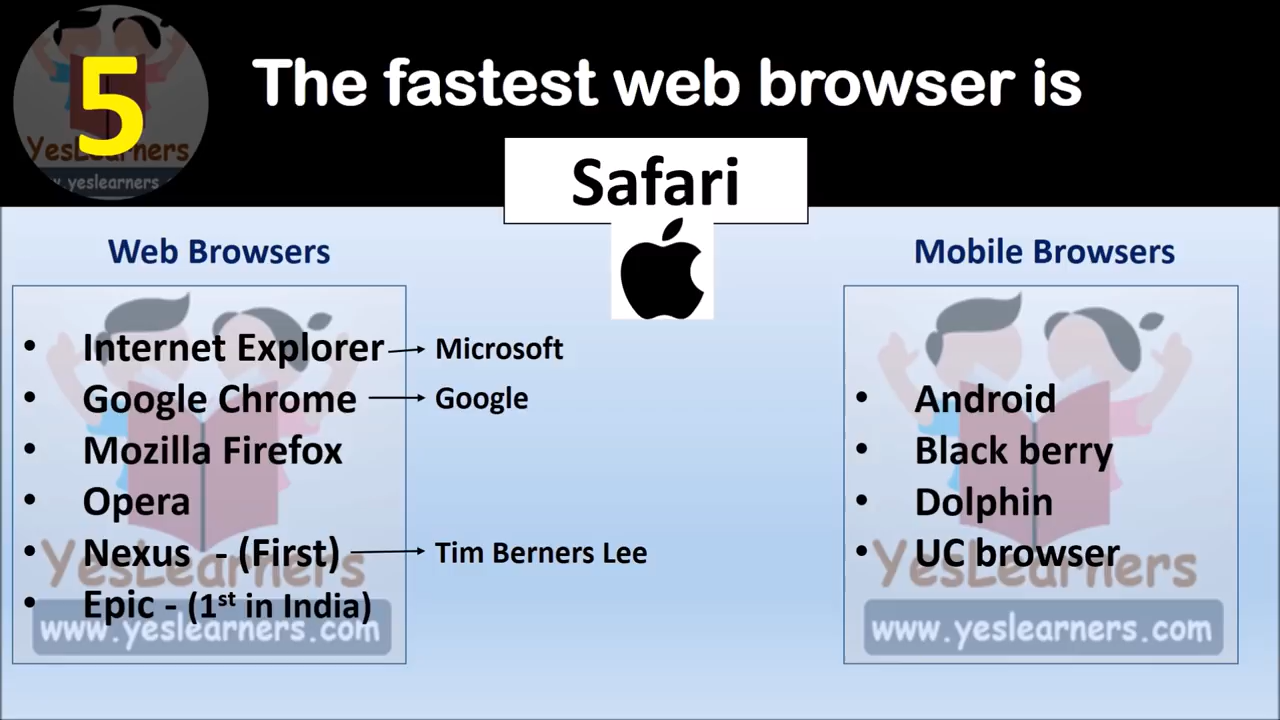 5
The fastest web browser is
YesLearners
www.yeslearners.c
Safari
Web Browsers
• Internet Explorer → Microsoft
• Google Chrome → Google
• Mozilla Firefox
• Opera
• Nexus - (First) → Tim Berners Lee
• Epic - (1st in India)
YesLearners
www.yeslearners.com
Mobile Browsers
• Android
• Black berry
• Dolphin
• UC browser
YesLearners
www.yeslearners.com